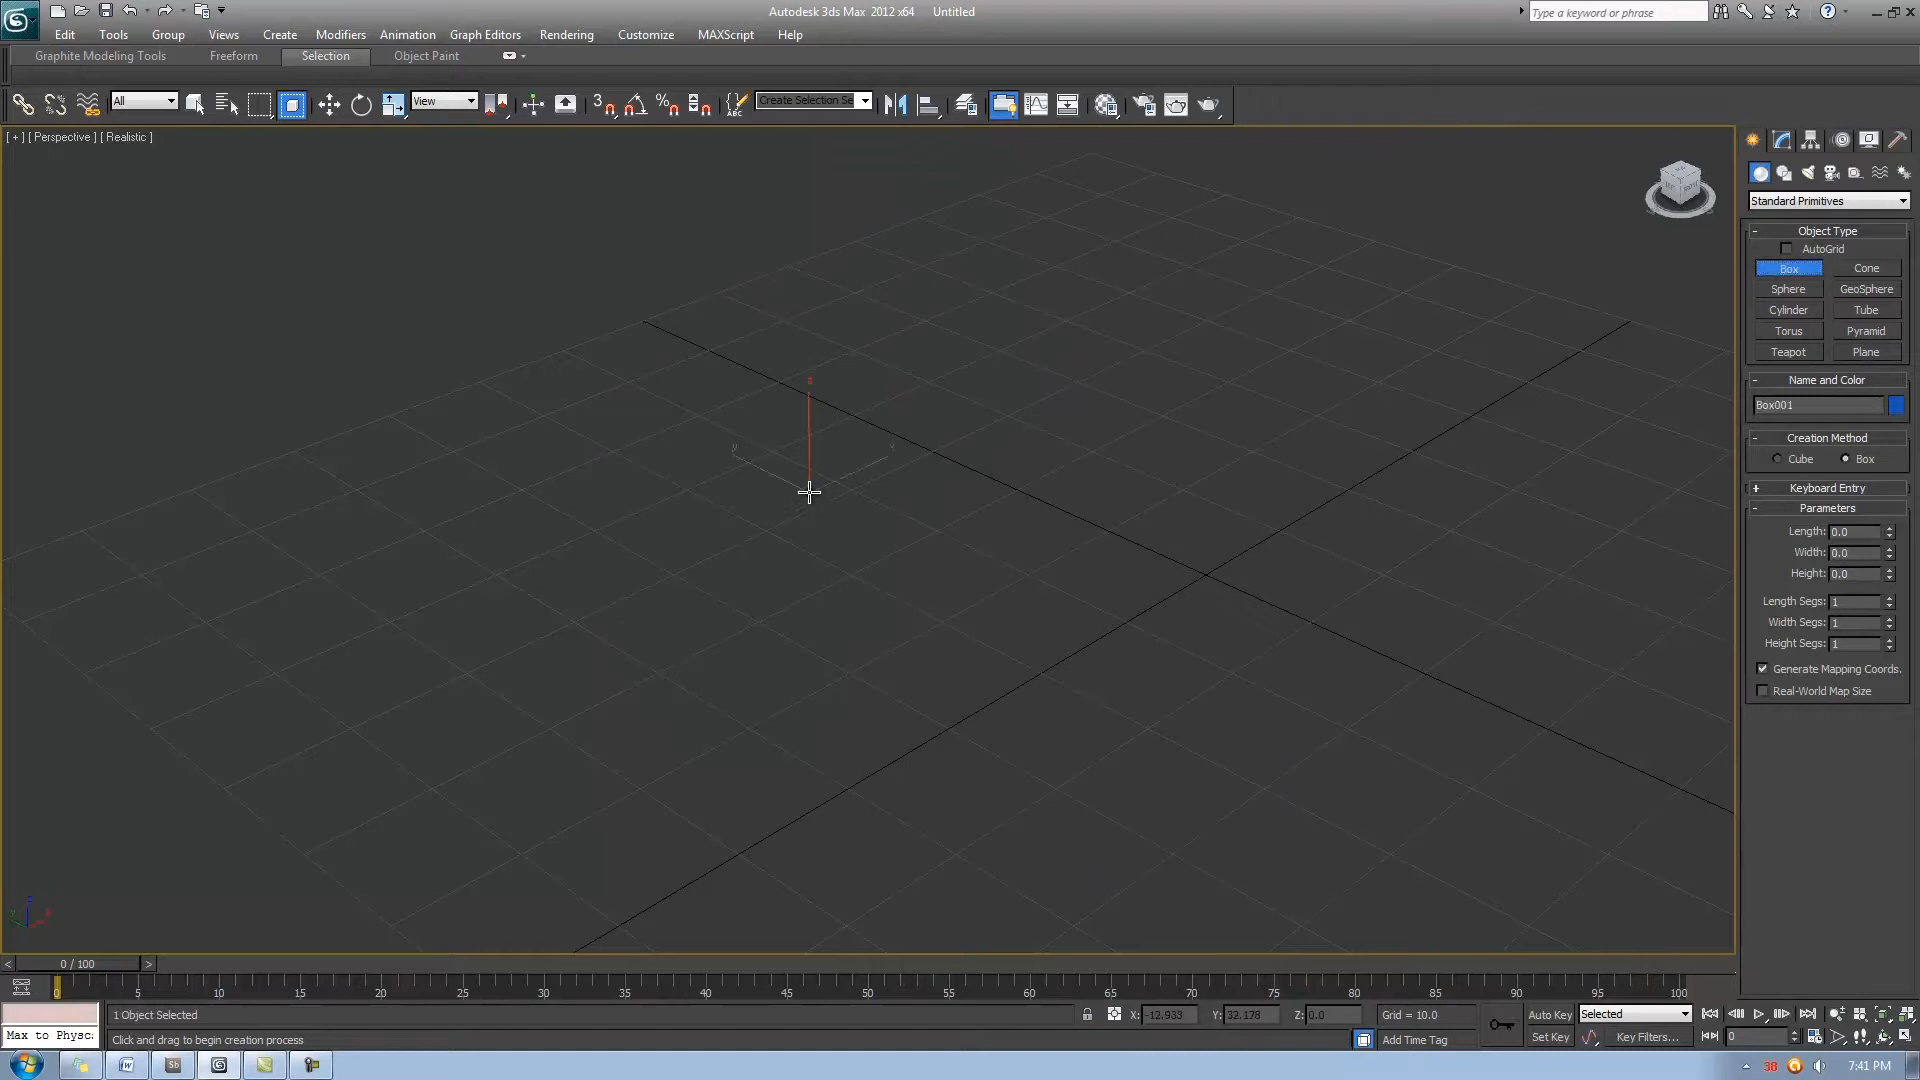 Autodesk 3ds Max 2012 x64 Untitled
Type a keyword or phrase
Edit Tools Group Views Create Modifiers Animation Graph Editors Rendering Customize MAXScript Help
Graphite Modeling Tools Freeform Selection Object Paint
All
View
3
%
ABC
Create Selection Se
[ + ] [ Perspective ] [ Realistic ]
Standard Primitives
- Object Type
AutoGrid
Box Cone
Sphere GeoSphere
Cylinder Tube
Torus Pyramid
Teapot Plane
- Name and Color
Box001
- Creation Method
Cube Box
+ Keyboard Entry
- Parameters
Length: 0.0
Width: 0.0
Height: 0.0
Length Segs: 1
Width Segs: 1
Height Segs: 1
Generate Mapping Coords.
Real-World Map Size
< 0 / 100 >
0 5 10 15 20 25 30 35 40 45 50 55 60 65 70 75 80 85 90 95 100
1 Object Selected
X: -12.933 Y: 32.178 Z: 0.0 Grid = 10.0
Auto Key Selected
Max to Physc:
Click and drag to begin creation process
Add Time Tag
Set Key Key Filters... 0
W Sb 38 7:41 PM